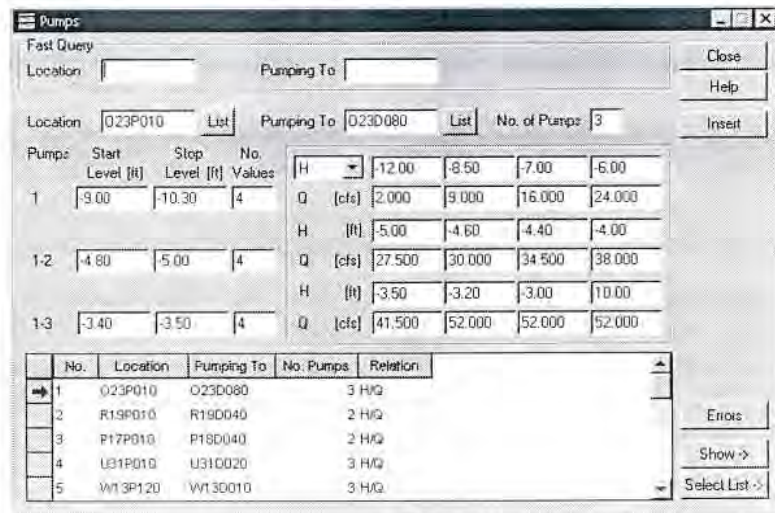 Pumps
Fast Query
Location Pumping To
Close
Help
Location O23P010 List Pumping To O23D080 List No. of Pumps 3
Insert
Pumps Start Level [ft] Stop Level [ft] No. Values
H -12.00 -8.50 -7.00 -6.00
1 -9.00 -10.30 4
Q [cfs] 2.000 9.000 16.000 24.000
H [ft] -5.00 -4.60 -4.40 -4.00
1-2 -4.60 -5.00 4
Q [cfs] 27.500 30.000 34.500 38.000
H [ft] -3.50 -3.20 -3.00 10.00
1-3 -3.40 -3.50 4
Q [cfs] 41.500 52.000 52.000 52.000
No. Location Pumping To No. Pumps Relation
1 O23P010 O23D080 3 H/Q
2 R19P010 R19D040 2 H/Q
3 P17P010 P18D040 2 H/Q
4 U31P010 U31D020 3 H/Q
5 W13P120 W13D010 3 H/Q
Errors
Show ->
Select List ->